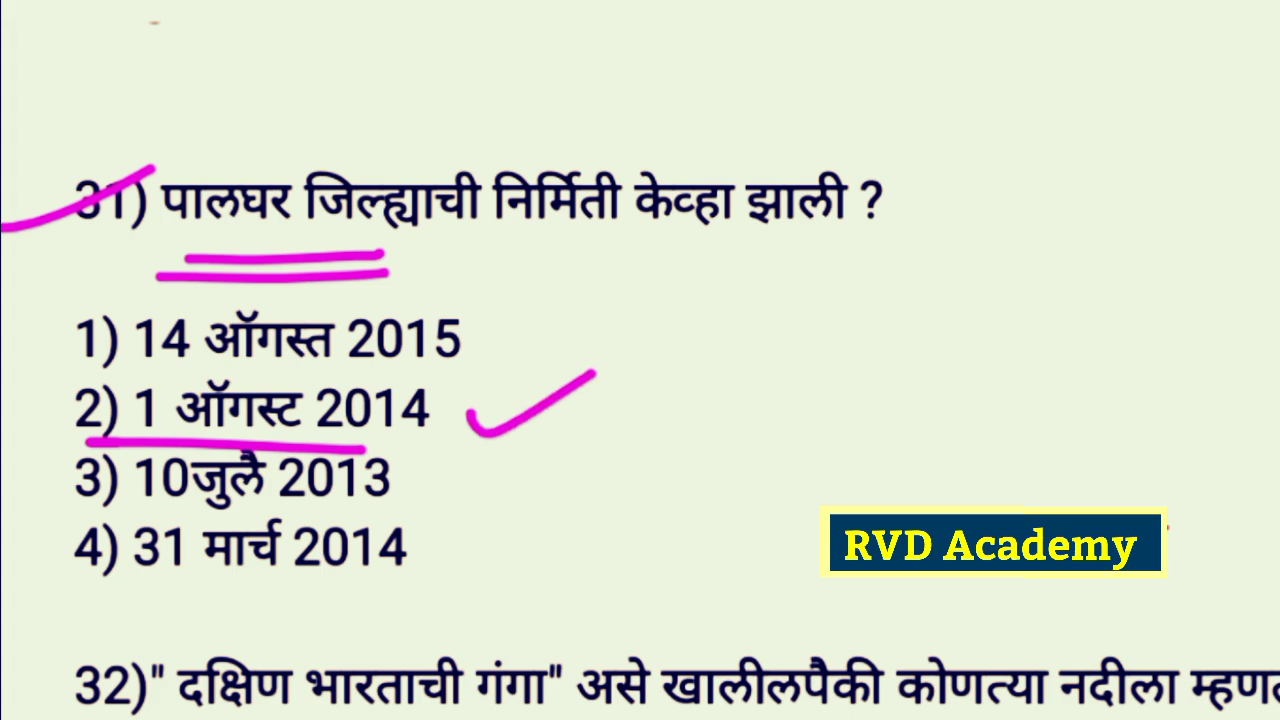 31) पालघर जिल्ह्याची निर्मिती केव्हा झाली ?
1) 14 ऑगस्त 2015
2) 1 ऑगस्ट 2014
3) 10जुलै 2013
4) 31 मार्च 2014
RVD Academy
32)" दक्षिण भारताची गंगा" असे खालीलपैकी कोणत्या नदीला